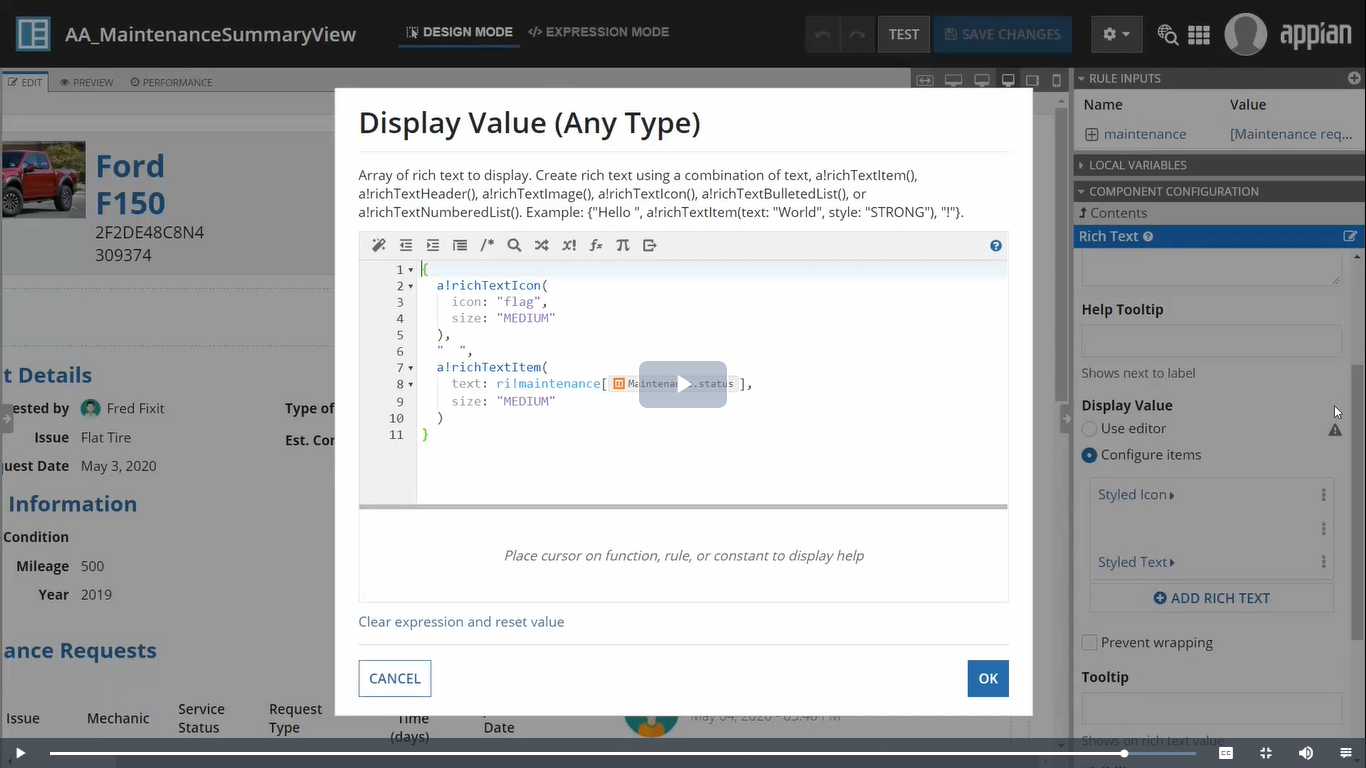 AA_MaintenanceSummaryView
DESIGN MODE
</> EXPRESSION MODE
TEST
SAVE CHANGES
appian
EDIT
PREVIEW
PERFORMANCE
Ford
F150
2F2DE48C8N4
309374
t Details
ested by Fred Fixit
Type of
Issue Flat Tire
Est. Con
uest Date May 3, 2020
Information
Condition
Mileage 500
Year 2019
ance Requests
Issue
Mechanic
Service
Status
Request
Type
Time
(days)
Date
May 04, 2020 - 05:48 PM
Display Value (Any Type)
Array of rich text to display. Create rich text using a combination of text, a!richTextItem(),
a!richTextHeader(), a!richTextImage(), a!richTextIcon(), a!richTextBulletedList(), or
a!richTextNumberedList(). Example: {"Hello ", a!richTextItem(text: "World", style: "STRONG"), "!"}.
1 {
2 a!richTextIcon(
3 icon: "flag",
4 size: "MEDIUM"
5 ),
6 "  ",
7 a!richTextItem(
8 text: ri!maintenance[ status ],
9 size: "MEDIUM"
10 )
11 }
Place cursor on function, rule, or constant to display help
Clear expression and reset value
CANCEL
OK
RULE INPUTS
Name Value
maintenance [Maintenance req...
LOCAL VARIABLES
COMPONENT CONFIGURATION
Contents
Rich Text
Help Tooltip
Shows next to label
Display Value
Use editor
Configure items
Styled Icon
Styled Text
ADD RICH TEXT
Prevent wrapping
Tooltip
Shows on rich text value
CC